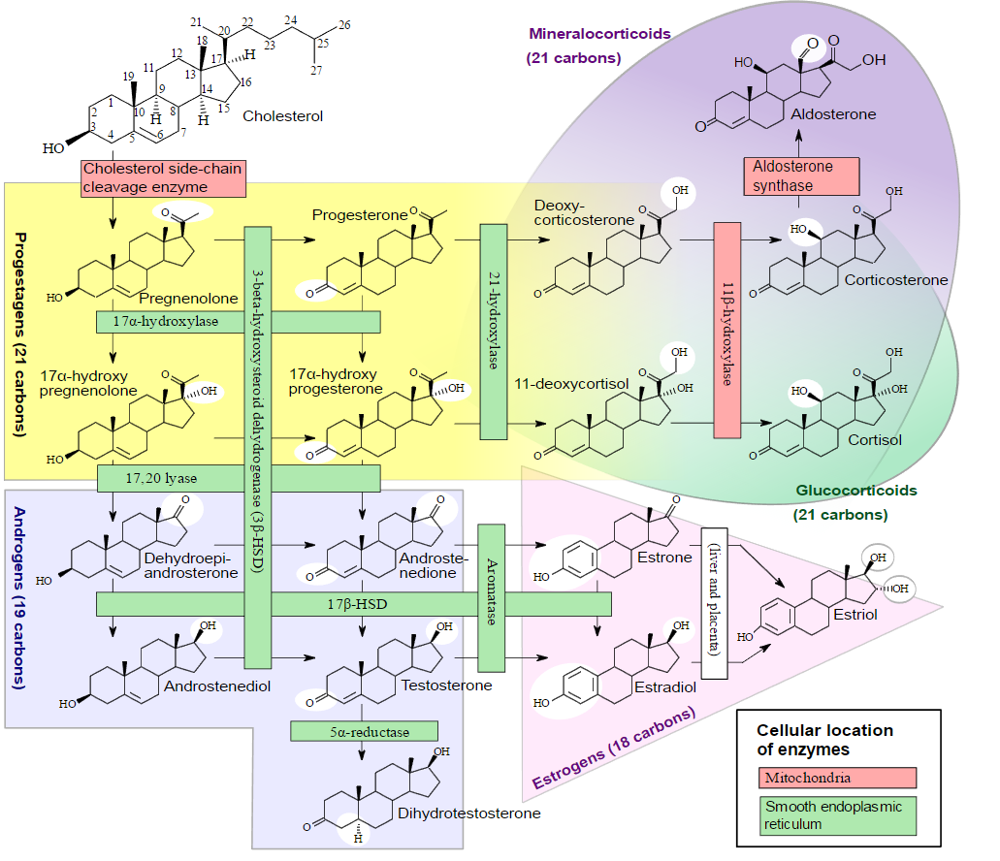 21
22
24
26
20
23
25
27
18
17
H
12
11
13
16
19
14
15
1
9
2
10
8
H
H
3
5
7
4
6
HO
Cholesterol
Mineralocorticoids
(21 carbons)
O
O
HO
OH
O
Aldosterone
Cholesterol side-chain
cleavage enzyme
Aldosterone
synthase
Progestagens (21 carbons)
O
HO
Pregnenolone
Progesterone
O
O
3-beta-hydroxysteroid dehydrogenase (3β-HSD)
21-hydroxylase
Deoxy-
corticosterone
OH
O
O
11β-hydroxylase
OH
O
HO
O
Corticosterone
17α-hydroxylase
17α-hydroxy
pregnenolone
O
OH
HO
17α-hydroxy
progesterone
O
OH
O
11-deoxycortisol
OH
O
OH
O
OH
O
HO
OH
O
Cortisol
17,20 lyase
Glucocorticoids
(21 carbons)
Androgens (19 carbons)
O
HO
Dehydroepi-
androsterone
O
O
Androste-
nedione
Aromatase
O
HO
Estrone
(liver and placenta)
OH
OH
HO
Estriol
17β-HSD
OH
HO
Androstenediol
OH
O
Testosterone
OH
HO
Estradiol
Estrogens (18 carbons)
5α-reductase
OH
O
H
Dihydrotestosterone
Cellular location
of enzymes
Mitochondria
Smooth endoplasmic
reticulum